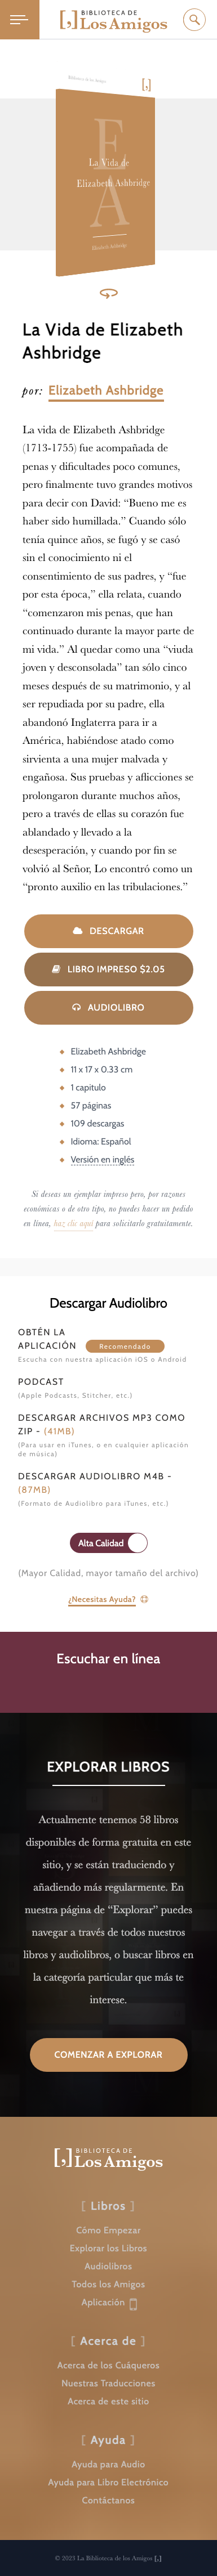 BIBLIOTECA DE
Los Amigos
Biblioteca de los Amigos
La Vida de
Elizabeth Ashbridge
Elizabeth Ashbridge
La Vida de Elizabeth
Ashbridge
por: Elizabeth Ashbridge
La vida de Elizabeth Ashbridge
(1713-1755) fue acompañada de
penas y dificultades poco comunes,
pero finalmente tuvo grandes motivos
para decir con David: “Bueno me es
haber sido humillada.” Cuando sólo
tenía quince años, se fugó y se casó
sin el conocimiento ni el
consentimiento de sus padres, y “fue
por esta época,” ella relata, cuando
“comenzaron unas penas, que han
continuado durante la mayor parte de
mi vida.” Al quedar como una “viuda
joven y desconsolada” tan sólo cinco
meses después de su matrimonio, y al
ser repudiada por su padre, ella
abandonó Inglaterra para ir a
América, habiéndose atado como
sirvienta a una mujer malvada y
engañosa. Sus pruebas y aflicciones se
prolongaron durante muchos años,
pero a través de ellas su corazón fue
ablandado y llevado a la
desesperación, y cuando por fin se
volvió al Señor, Lo encontró como un
“pronto auxilio en las tribulaciones.”
DESCARGAR
LIBRO IMPRESO $2.05
AUDIOLIBRO
Elizabeth Ashbridge
11 x 17 x 0.33 cm
1 capítulo
57 páginas
109 descargas
Idioma: Español
Versión en inglés
Si deseas un ejemplar impreso pero, por razones
económicas o de otro tipo, no puedes hacer un pedido
en línea, haz clic aquí para solicitarlo gratuitamente.
Descargar Audiolibro
OBTÉN LA
APLICACIÓN Recomendado
Escucha con nuestra aplicación iOS o Android
PODCAST
(Apple Podcasts, Stitcher, etc.)
DESCARGAR ARCHIVOS MP3 COMO
ZIP - (41MB)
(Para usar en iTunes, o en cualquier aplicación
de música)
DESCARGAR AUDIOLIBRO M4B -
(87MB)
(Formato de Audiolibro para iTunes, etc.)
Alta Calidad
(Mayor Calidad, mayor tamaño del archivo)
¿Necesitas Ayuda?
Escuchar en línea
EXPLORAR LIBROS
Actualmente tenemos 58 libros
disponibles de forma gratuita en este
sitio, y se están traduciendo y
añadiendo más regularmente. En
nuestra página de “Explorar” puedes
navegar a través de todos nuestros
libros y audiolibros, o buscar libros en
la categoría particular que más te
interese.
COMENZAR A EXPLORAR
BIBLIOTECA DE
Los Amigos
[ Libros ]
Cómo Empezar
Explorar los Libros
Audiolibros
Todos los Amigos
Aplicación
[ Acerca de ]
Acerca de los Cuáqueros
Nuestras Traducciones
Acerca de este sitio
[ Ayuda ]
Ayuda para Audio
Ayuda para Libro Electrónico
Contáctanos
© 2023 La Biblioteca de los Amigos